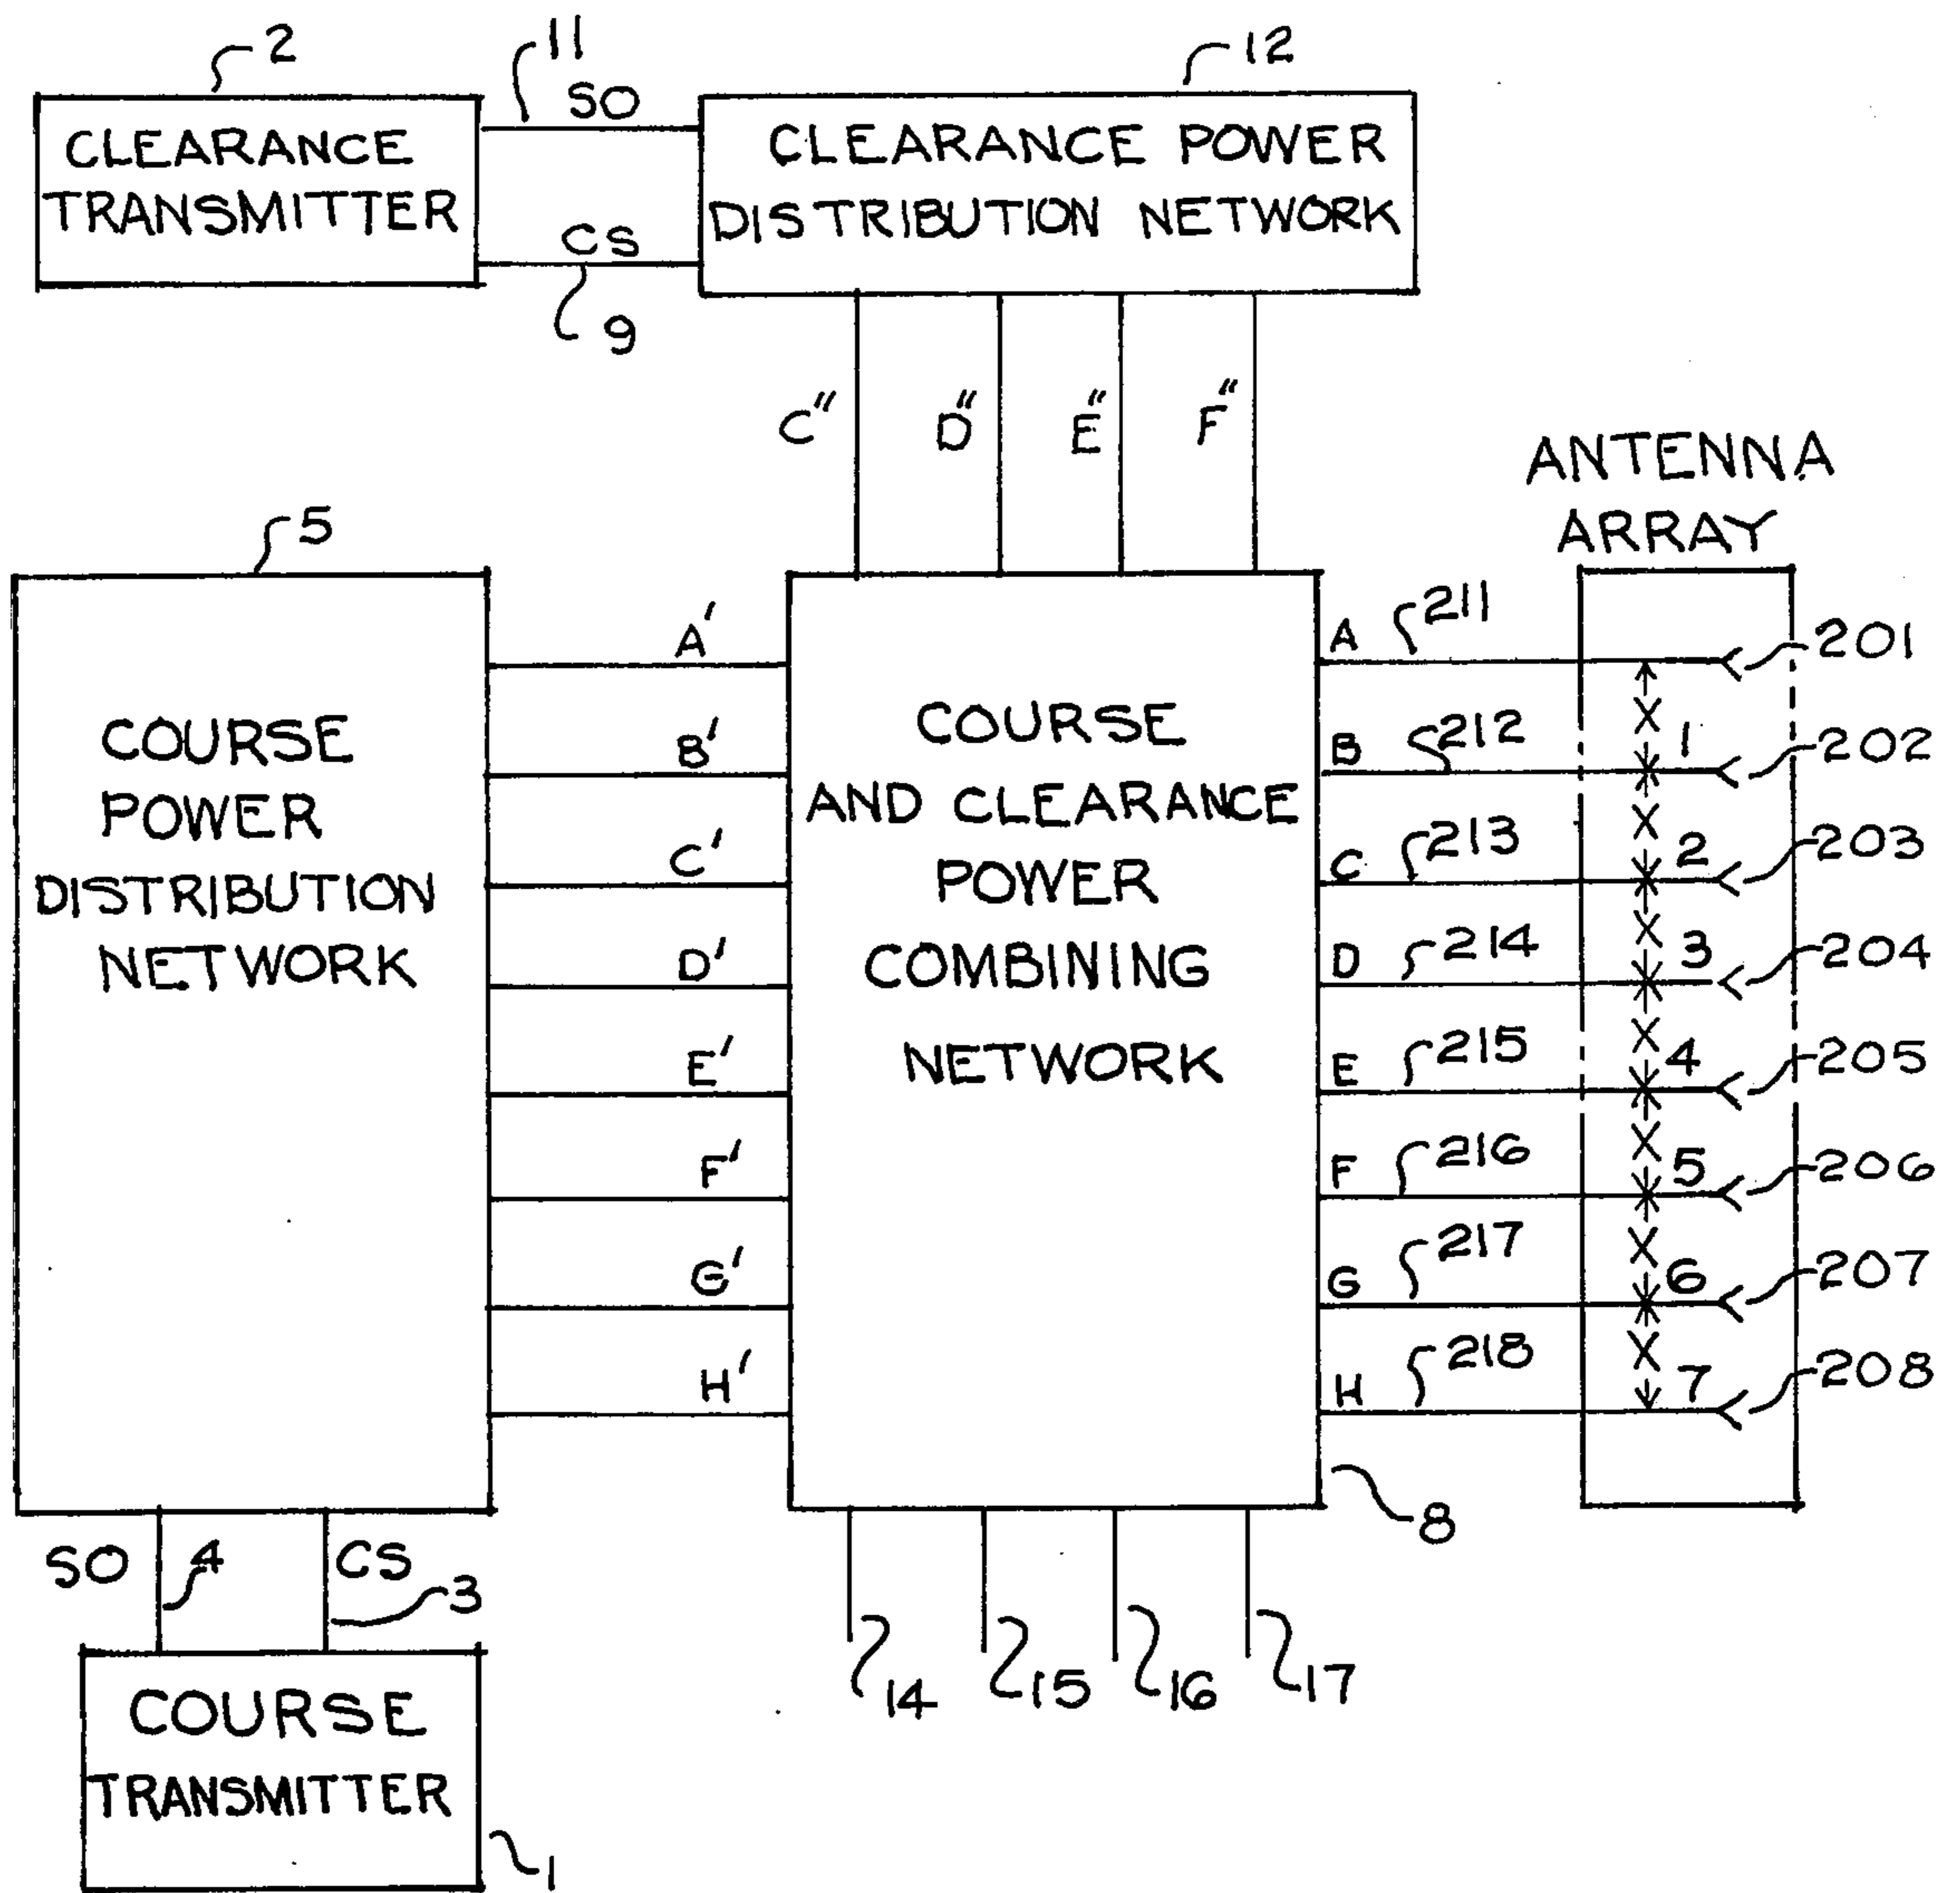 2
11
12
SO
CLEARANCE
TRANSMITTER
CLEARANCE POWER
DISTRIBUTION NETWORK
CS
9
C"
D"
E"
F"
ANTENNA
ARRAY
5
COURSE
POWER
DISTRIBUTION
NETWORK
A'
B'
C'
D'
E'
F'
G'
H'
COURSE
AND CLEARANCE
POWER
COMBINING
NETWORK
A 211
X
201
B 212
1
202
X
C 213
2
203
X
D 214
3
204
X
E 215
4
205
X
F 216
5
206
X
G 217
6
207
X
H 218
7
208
8
SO 4
CS 3
14
15
16
17
COURSE
TRANSMITTER
1